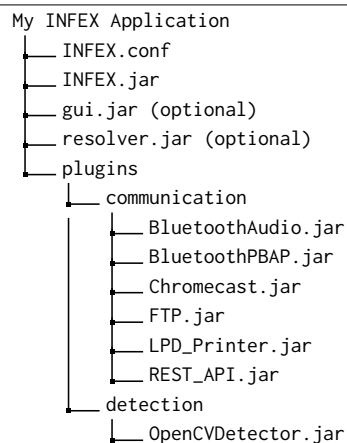 My INFEX Application
INFEX.conf
INFEX.jar
gui.jar (optional)
resolver.jar (optional)
plugins
communication
BluetoothAudio.jar
BluetoothPBAP.jar
Chromecast.jar
FTP.jar
LPD_Printer.jar
REST_API.jar
detection
OpenCVDetector.jar